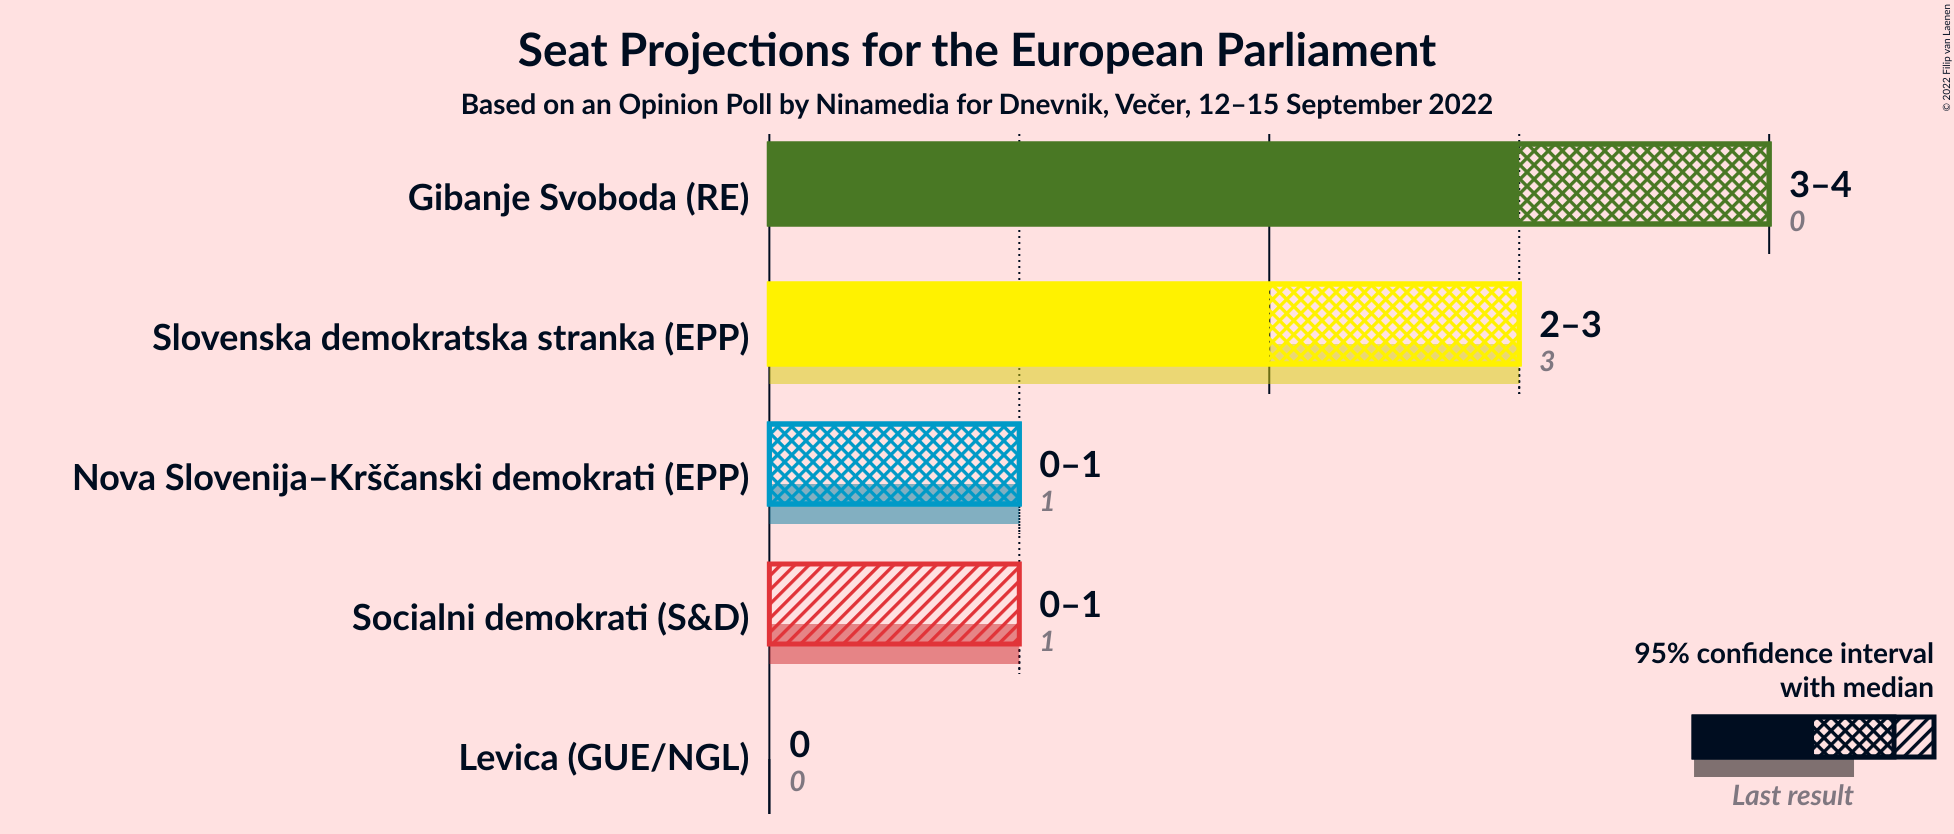 Seat Projections for the European Parliament
Based on an Opinion Poll by Ninamedia for Dnevnik, Večer, 12–15 September 2022
© 2022 Filip van Laenen
Gibanje Svoboda (RE)
3–4
0
Slovenska demokratska stranka (EPP)
2–3
3
Nova Slovenija–Krščanski demokrati (EPP)
0–1
1
Socialni demokrati (S&D)
0–1
1
Levica (GUE/NGL)
0
0
95% confidence interval
with median
Last result